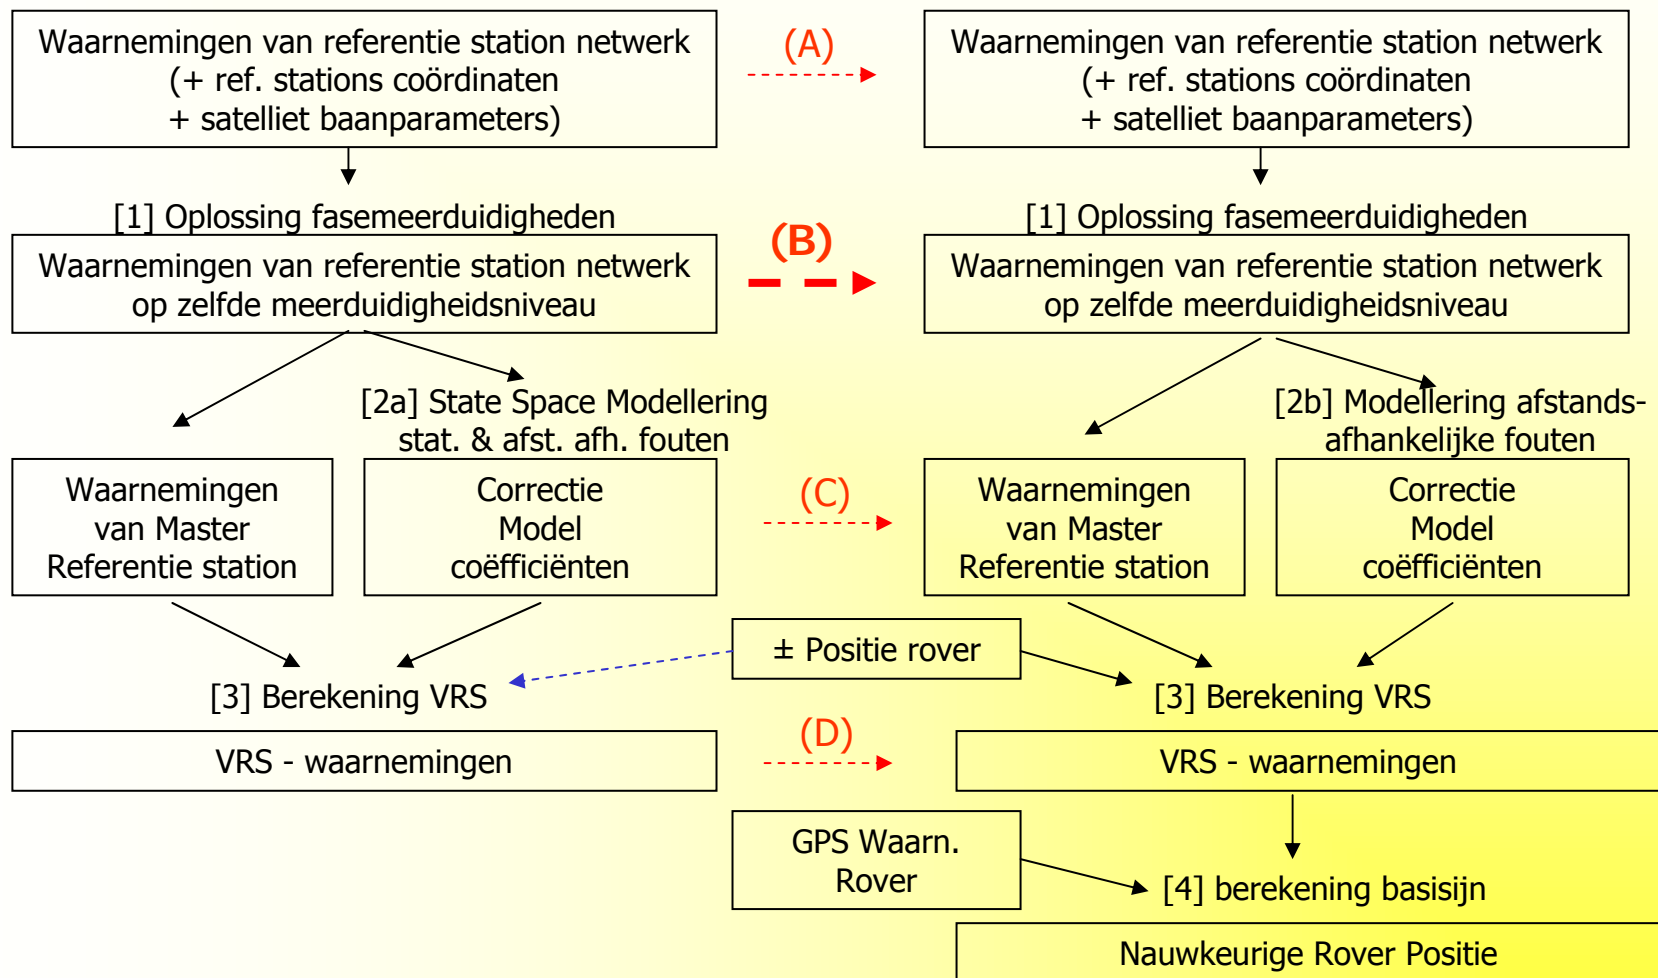 Waarnemingen van referentie station netwerk
(+ ref. stations coördinaten
+ satelliet baanparameters)
(A)
Waarnemingen van referentie station netwerk
(+ ref. stations coördinaten
+ satelliet baanparameters)
[1] Oplossing fasemeerduidigheden
Waarnemingen van referentie station netwerk
op zelfde meerduidigheidsniveau
(B)
[1] Oplossing fasemeerduidigheden
Waarnemingen van referentie station netwerk
op zelfde meerduidigheidsniveau
[2a] State Space Modellering
stat. & afst. afh. fouten
[2b] Modellering afstands-
afhankelijke fouten
Waarnemingen
van Master
Referentie station
Correctie
Model
coëfficiënten
(C)
Waarnemingen
van Master
Referentie station
Correctie
Model
coëfficiënten
± Positie rover
[3] Berekening VRS
[3] Berekening VRS
VRS - waarnemingen
(D)
VRS - waarnemingen
GPS Waarn.
Rover
[4] berekening basisijn
Nauwkeurige Rover Positie